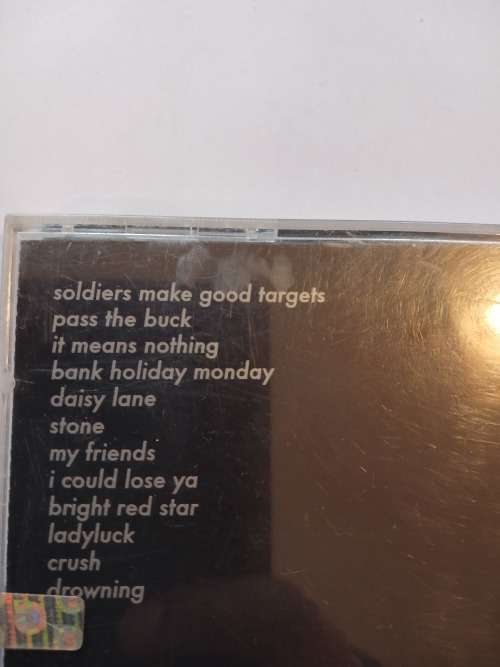 soldiers make good targets
pass the buck
it means nothing
bank holiday monday
daisy lane
stone
my friends
i could lose ya
bright red star
ladyluck
crush
drowning